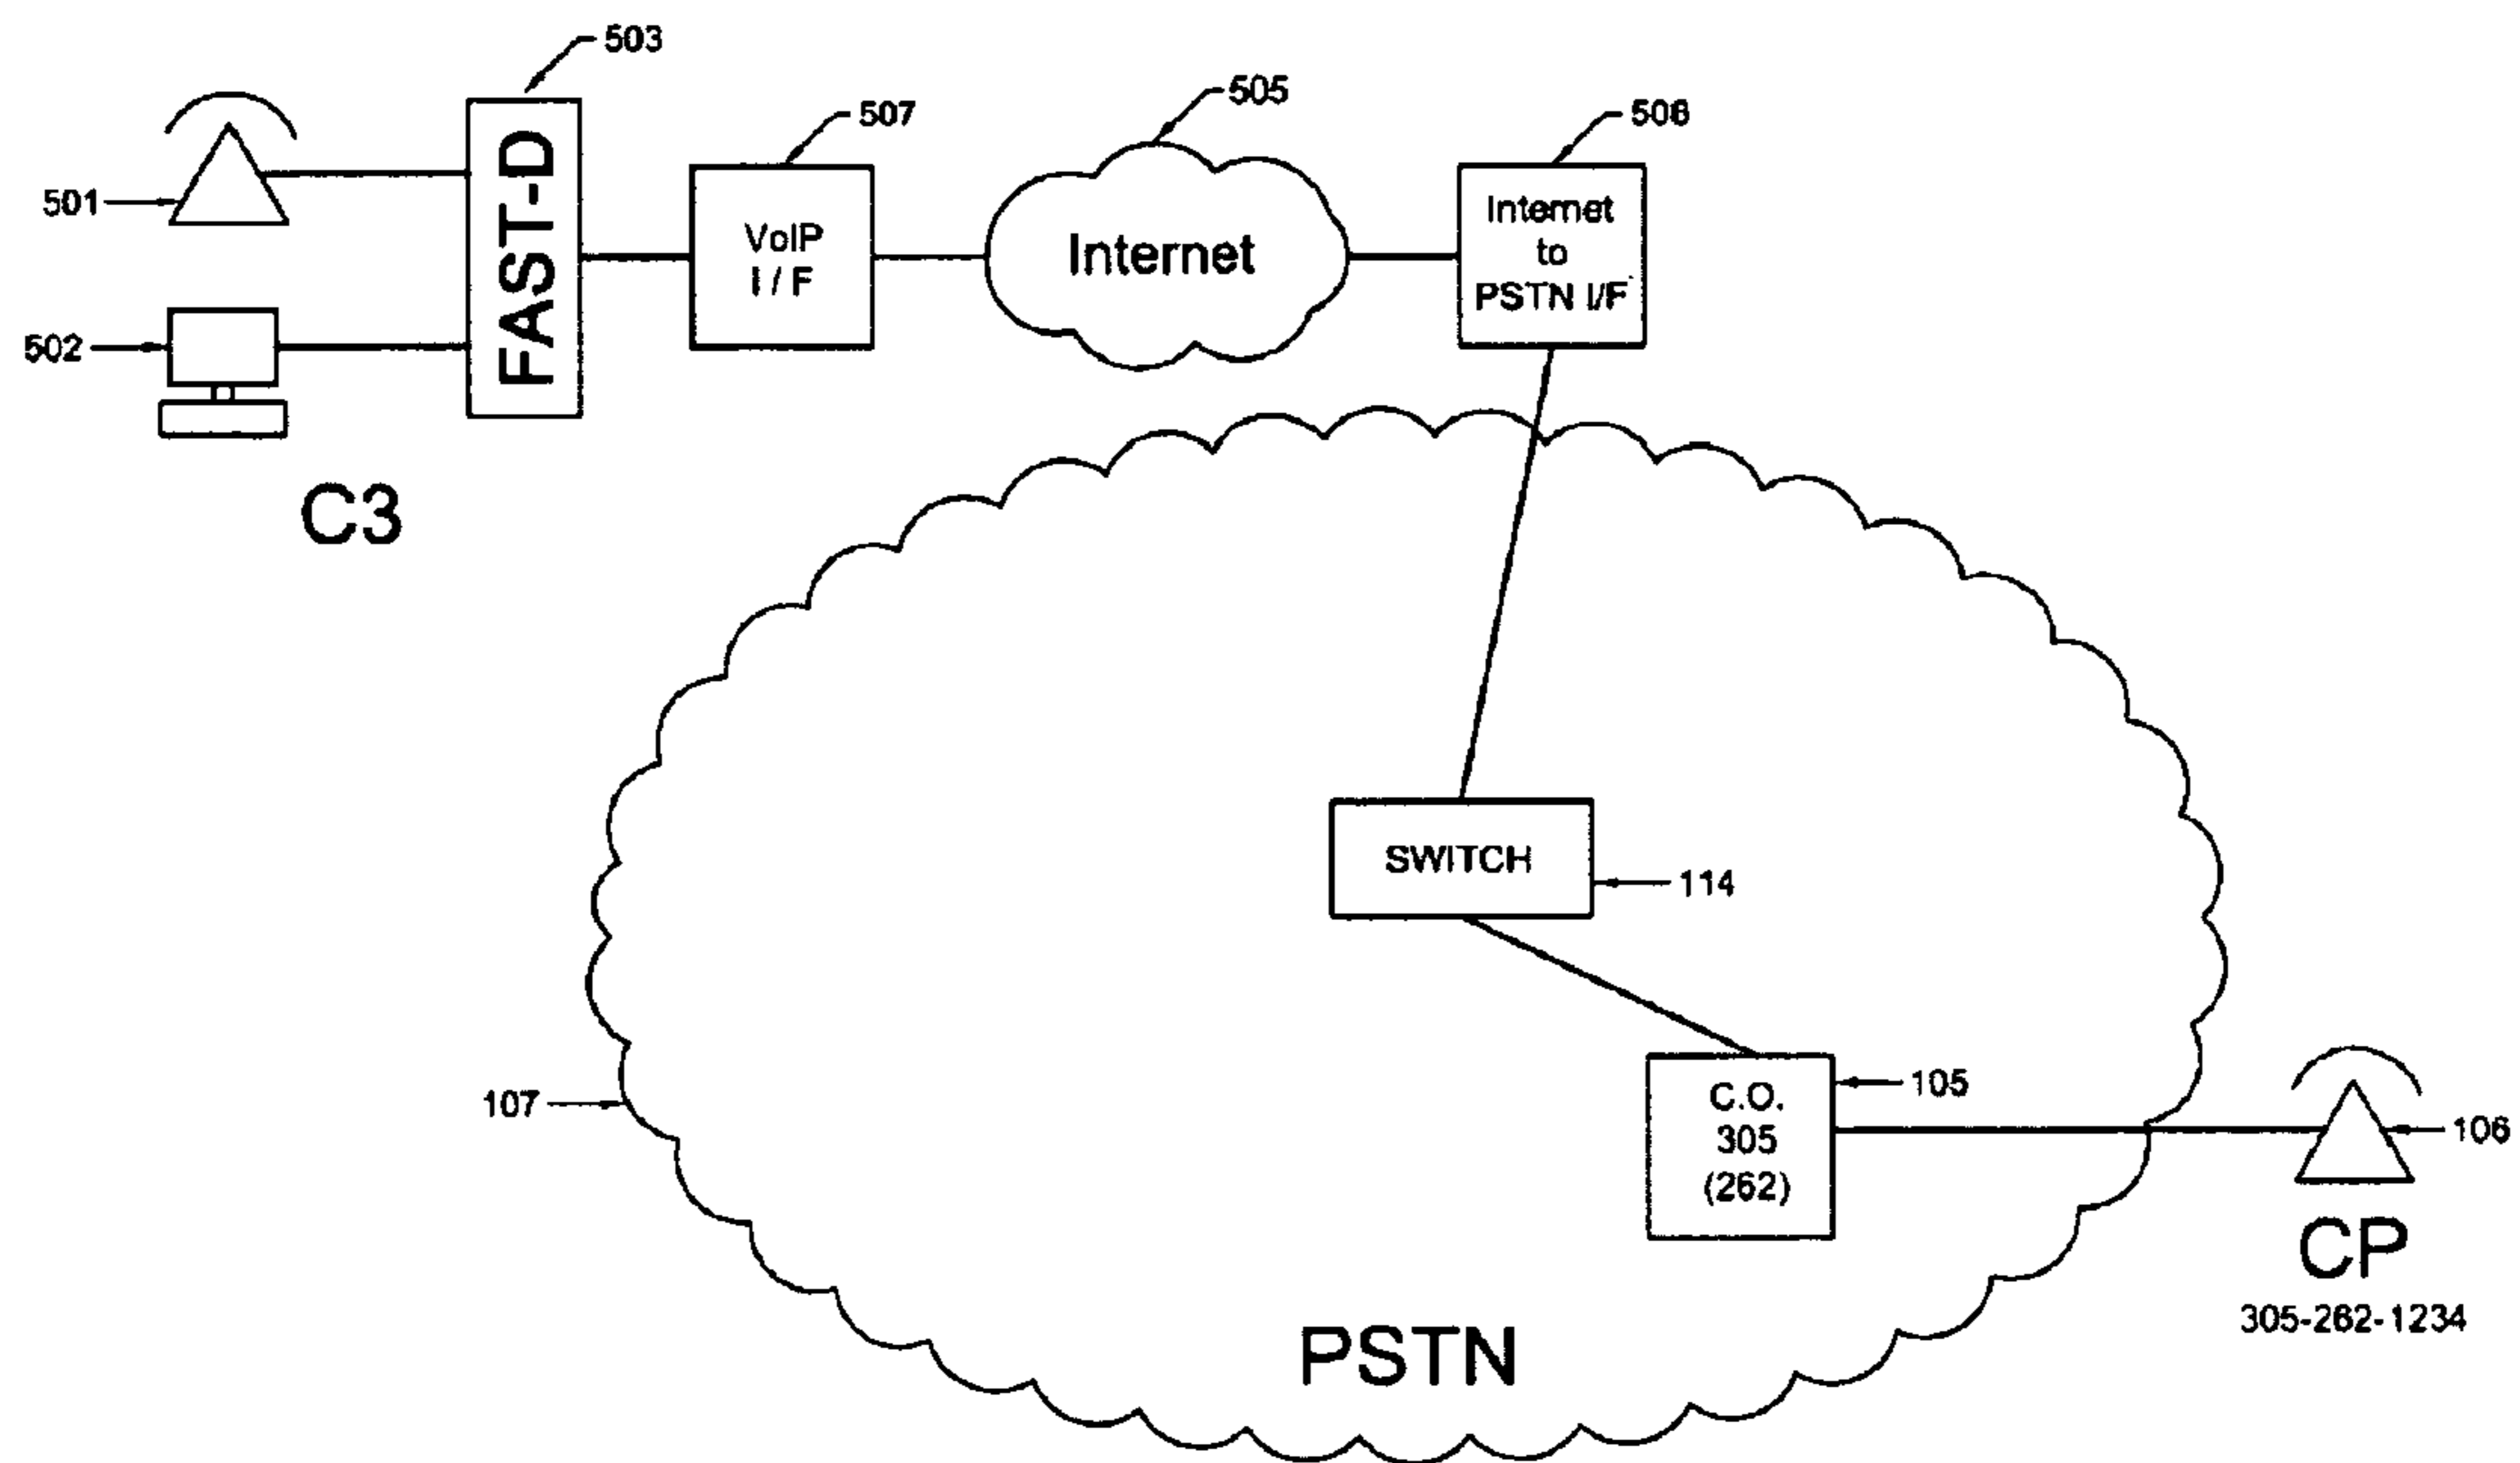 503
505
507
506
501
FAST-D
VoIP
I / F
Internet
Internet
to
PSTN I/F
502
C3
SWITCH
114
107
C.O.
305
(262)
105
106
CP
305-262-1234
PSTN